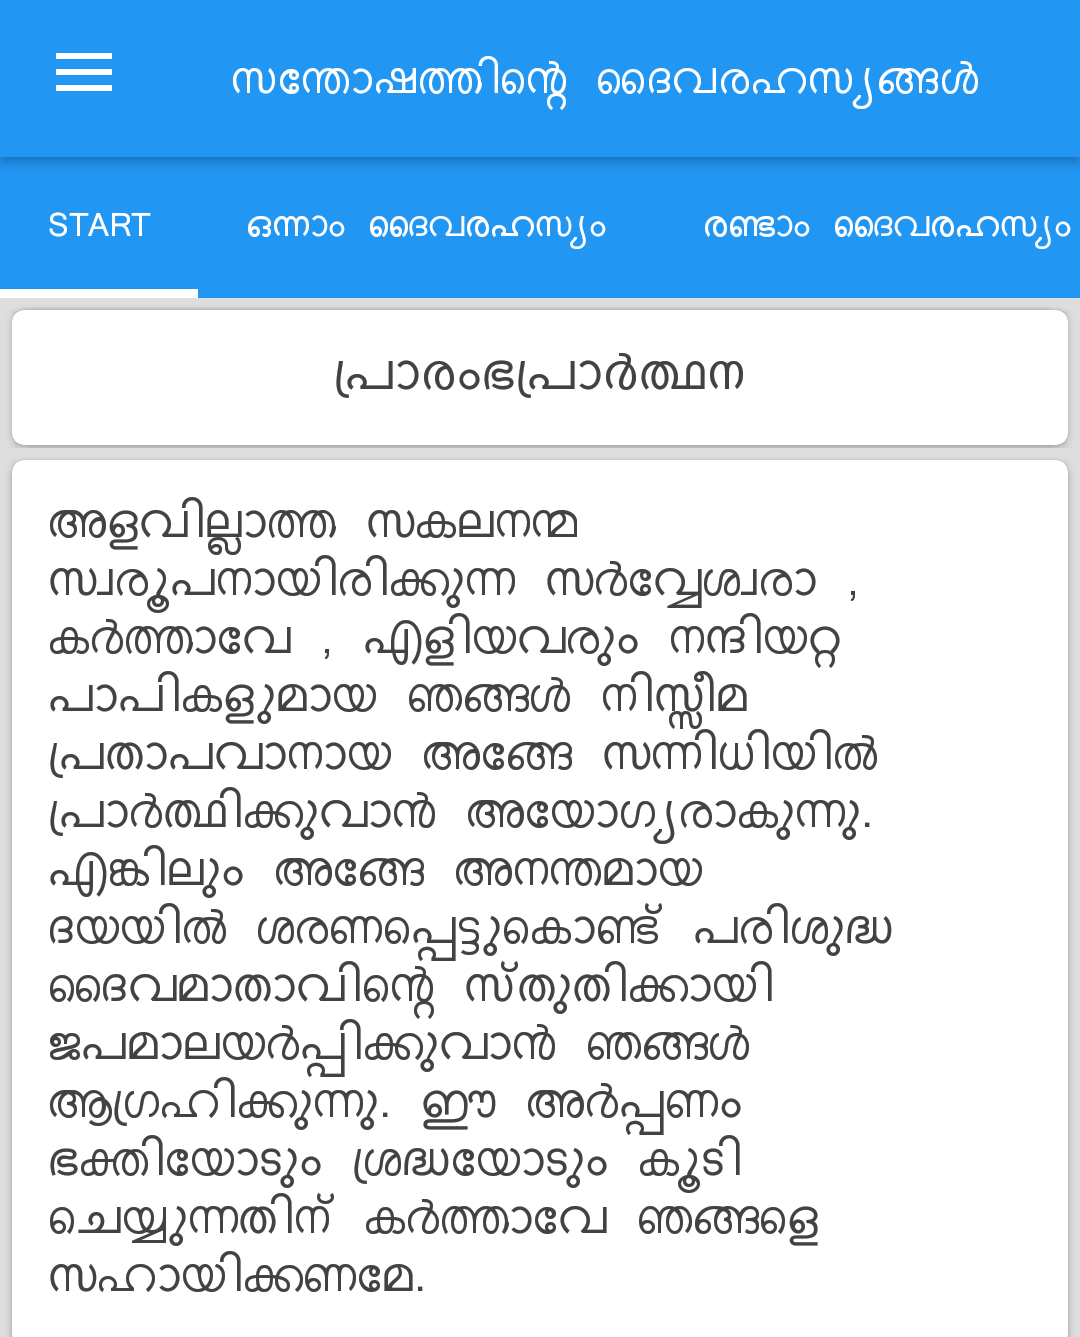 സന്തോഷത്തിന്റെ ദൈവരഹസ്യങ്ങൾ
START ഒന്നാം ദൈവരഹസ്യം രണ്ടാം ദൈവരഹസ്യം
പ്രാരംഭപ്രാർത്ഥന
അളവില്ലാത്ത സകലനന്മ
സ്വരൂപനായിരിക്കുന്ന സർവ്വേശ്വരാ ,
കർത്താവേ , എളിയവരും നന്ദിയറ്റ
പാപികളുമായ ഞങ്ങൾ നിസ്സീമ
പ്രതാപവാനായ അങ്ങേ സന്നിധിയിൽ
പ്രാർത്ഥിക്കുവാൻ അയോഗ്യരാകുന്നു.
എങ്കിലും അങ്ങേ അനന്തമായ
ദയയിൽ ശരണപ്പെട്ടുകൊണ്ട് പരിശുദ്ധ
ദൈവമാതാവിന്റെ സ്തുതിക്കായി
ജപമാലയർപ്പിക്കുവാൻ ഞങ്ങൾ
ആഗ്രഹിക്കുന്നു. ഈ അർപ്പണം
ഭക്തിയോടും ശ്രദ്ധയോടും കൂടി
ചെയ്യുന്നതിന് കർത്താവേ ഞങ്ങളെ
സഹായിക്കണമേ.